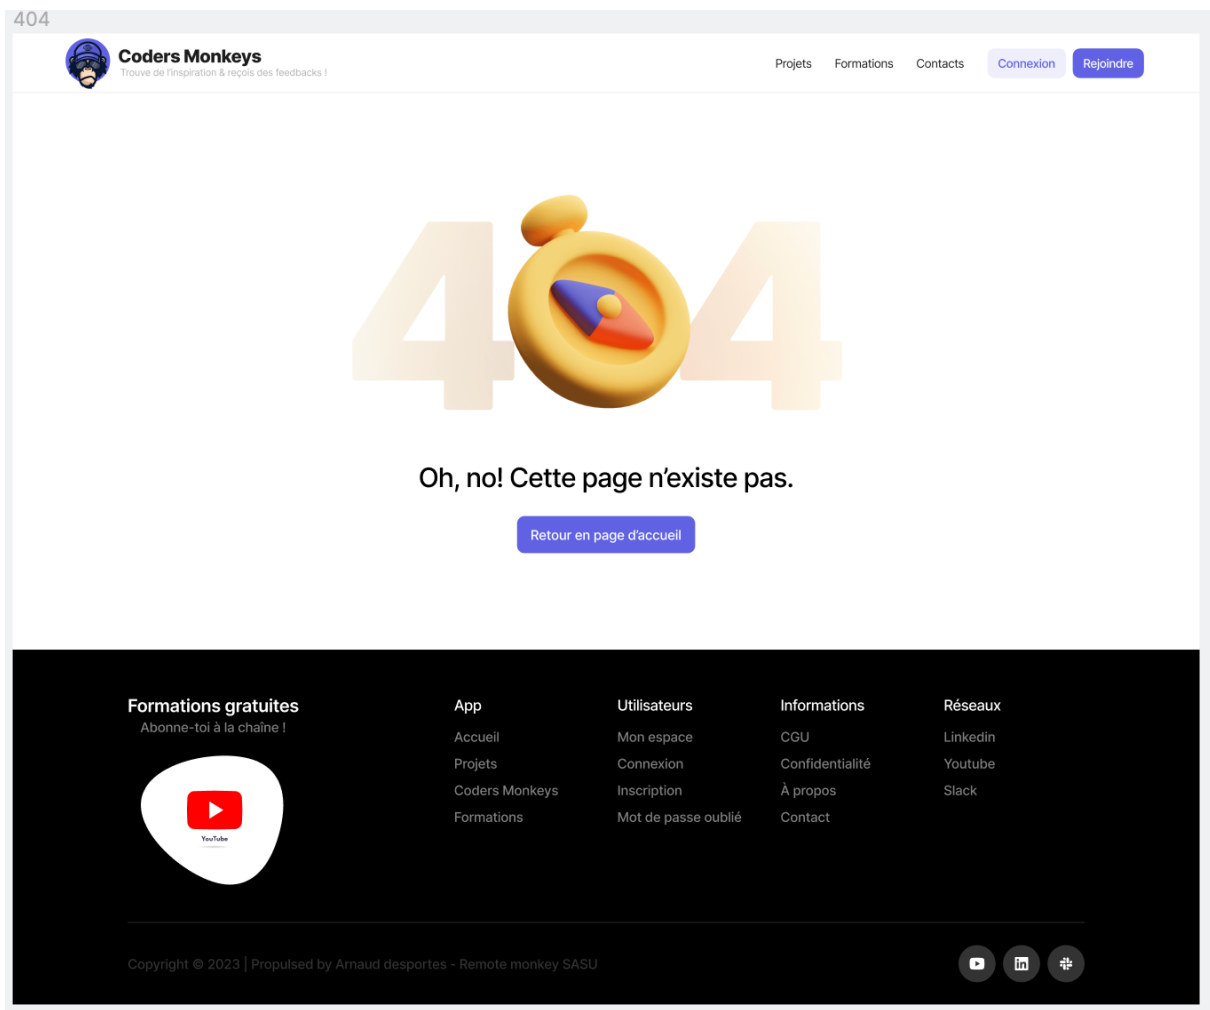 404
Coders Monkeys
Trouve de l'inspiration & reçois des feedbacks !
Projets
Formations
Contacts
Connexion
Rejoindre
404
Oh, no! Cette page n’existe pas.
Retour en page d’accueil
Formations gratuites
Abonne-toi à la chaîne !
YouTube
App
Accueil
Projets
Coders Monkeys
Formations
Utilisateurs
Mon espace
Connexion
Inscription
Mot de passe oublié
Informations
CGU
Confidentialité
À propos
Contact
Réseaux
Linkedin
Youtube
Slack
Copyright © 2023 | Propulsed by Arnaud desportes - Remote monkey SASU
in